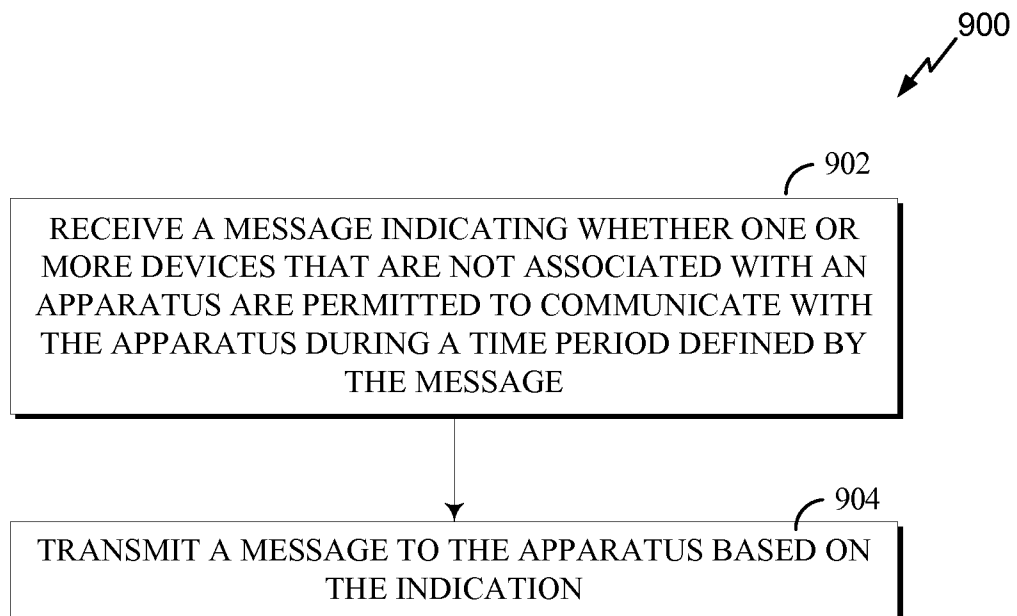 900
902
RECEIVE A MESSAGE INDICATING WHETHER ONE OR
MORE DEVICES THAT ARE NOT ASSOCIATED WITH AN
APPARATUS ARE PERMITTED TO COMMUNICATE WITH
THE APPARATUS DURING A TIME PERIOD DEFINED BY
THE MESSAGE
904
TRANSMIT A MESSAGE TO THE APPARATUS BASED ON
THE INDICATION